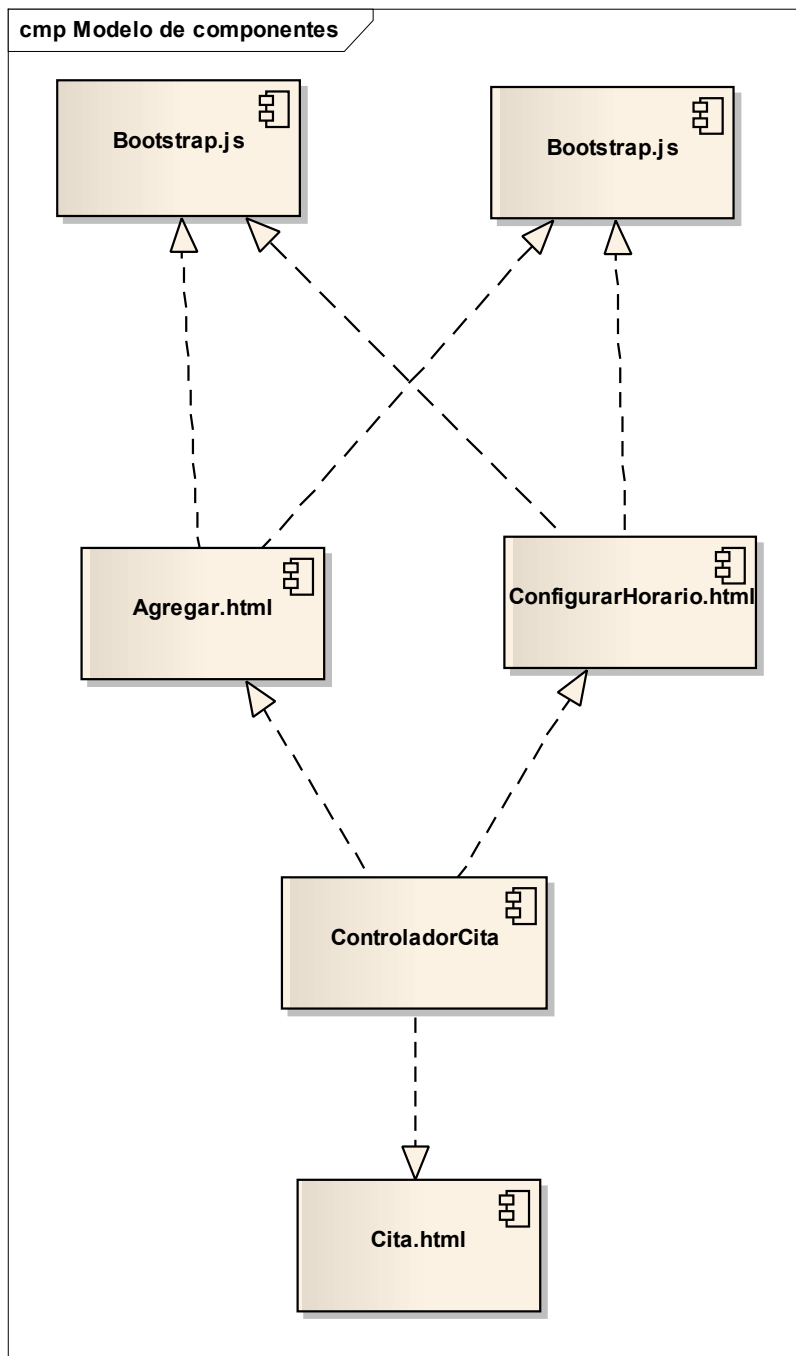 cmp Modelo de componentes
Bootstrap.js
Bootstrap.js
Agregar.html
ConfigurarHorario.html
ControladorCita
Cita.html